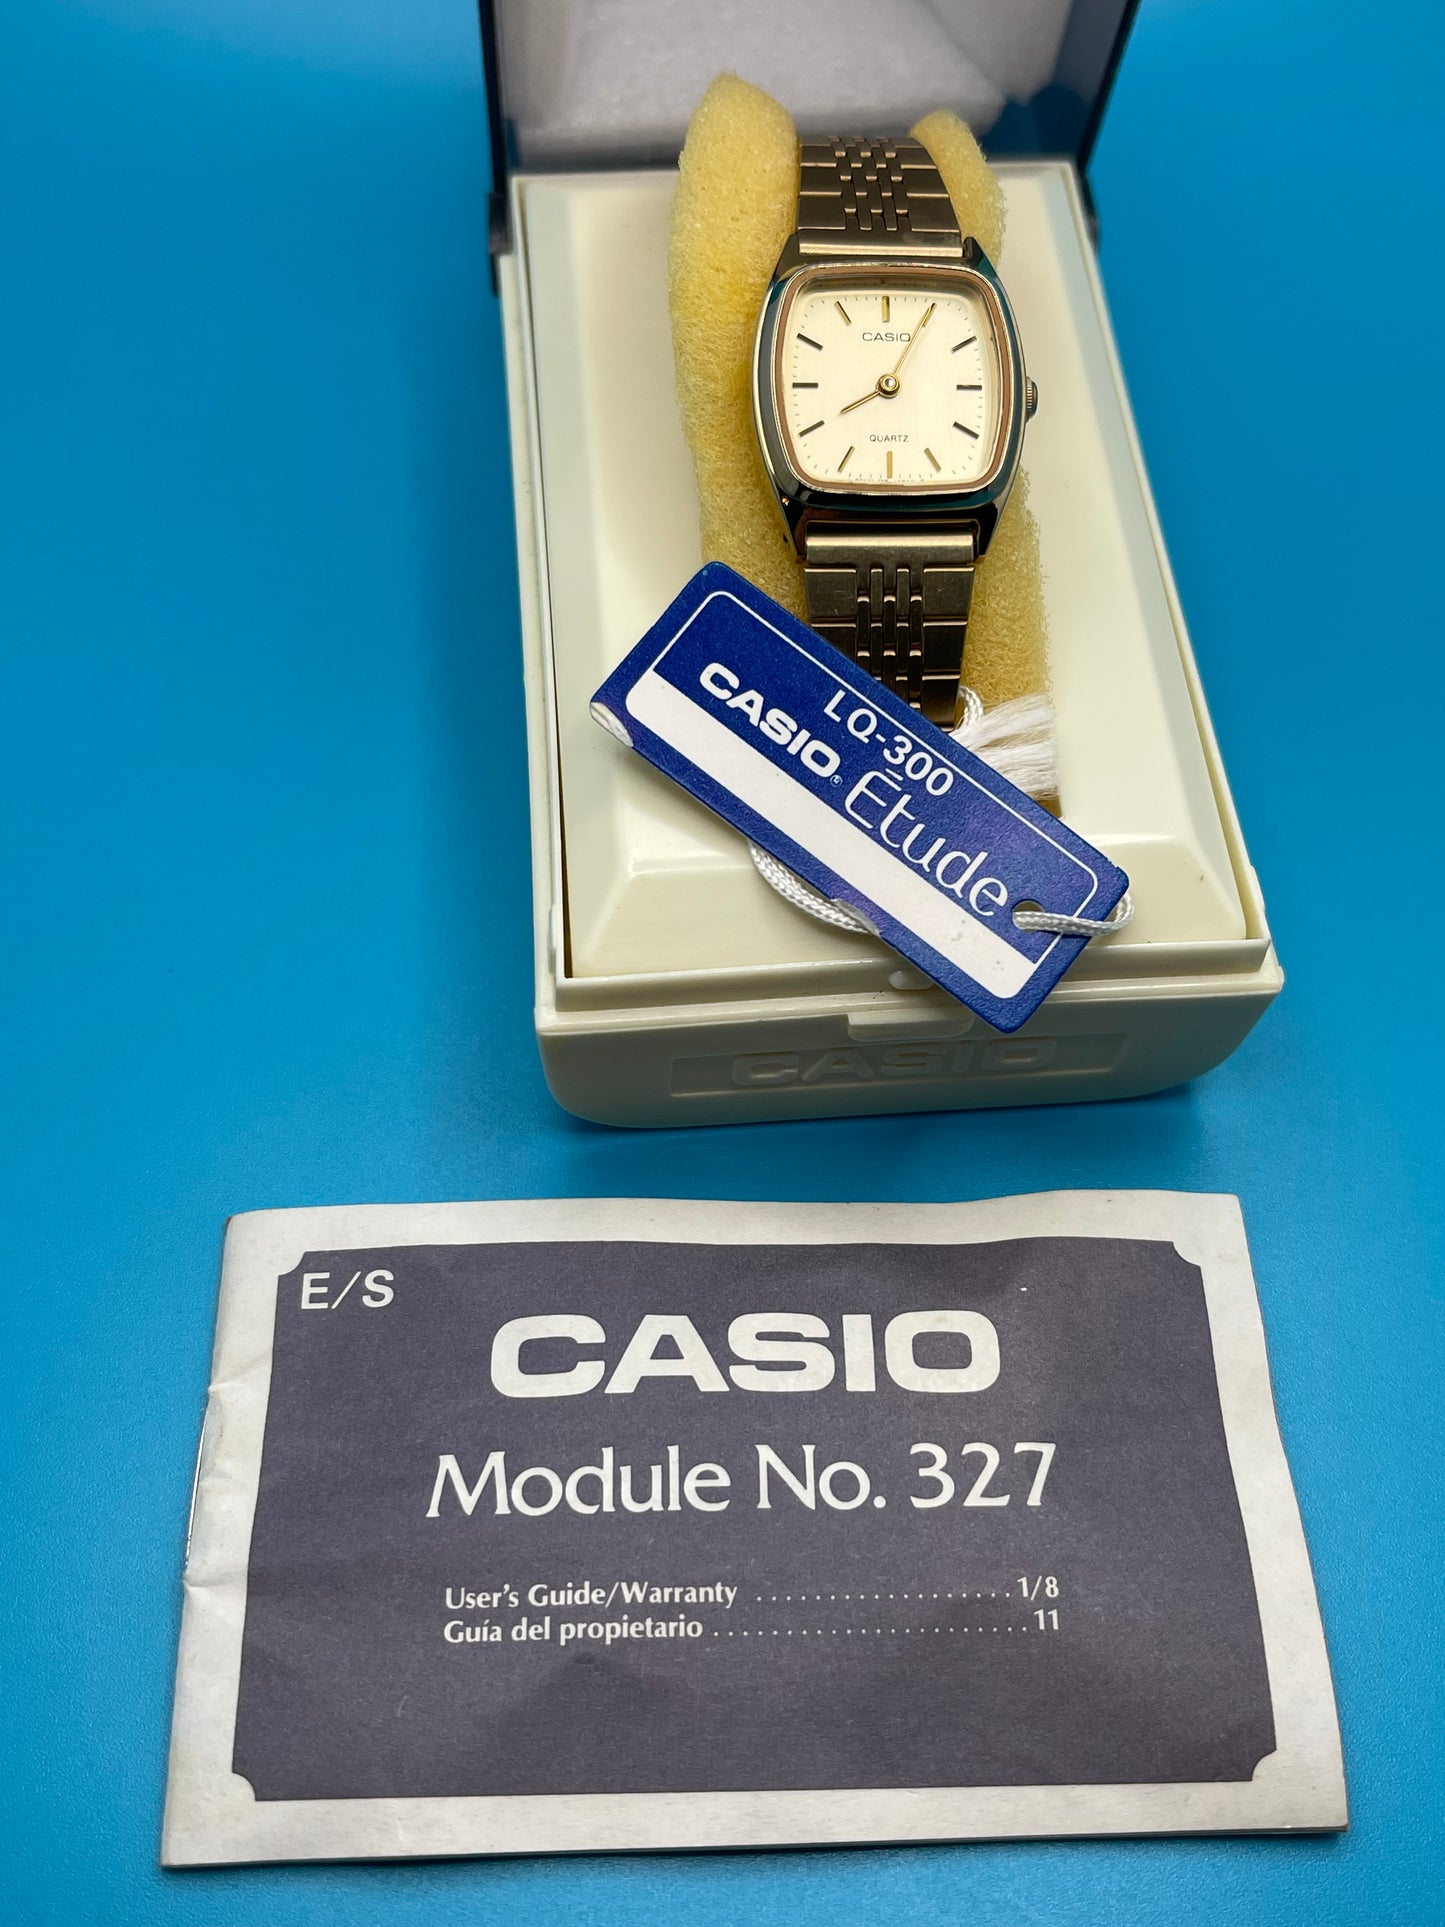 CASIO
QUARTZ
LQ-300
CASIO Étude
CASIO
E/S
CASIO
Module No. 327
User's Guide/Warranty ................... 1/8
Guía del propietario ....................... 11